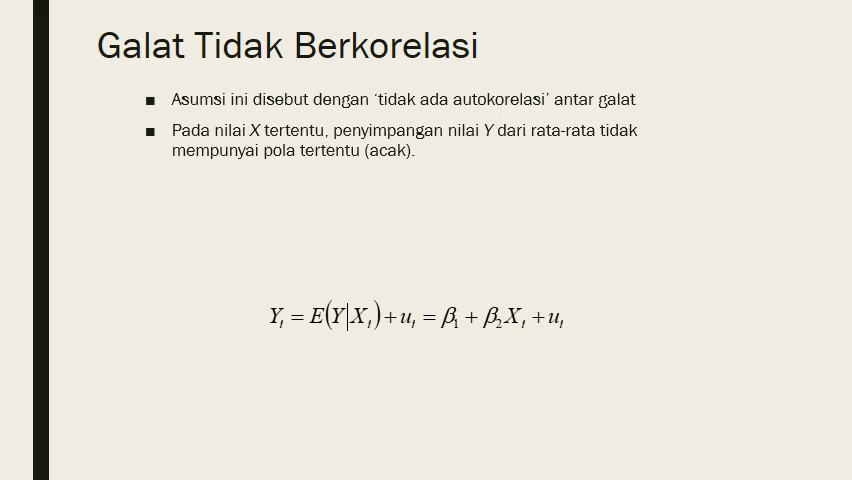 Galat Tidak Berkorelasi
■ Asumsi ini disebut dengan ‘tidak ada autokorelasi’ antar galat
■ Pada nilai X tertentu, penyimpangan nilai Y dari rata-rata tidak
mempunyai pola tertentu (acak).
Yₜ = E(Y|Xₜ) + uₜ = β₁ + β₂Xₜ + uₜ